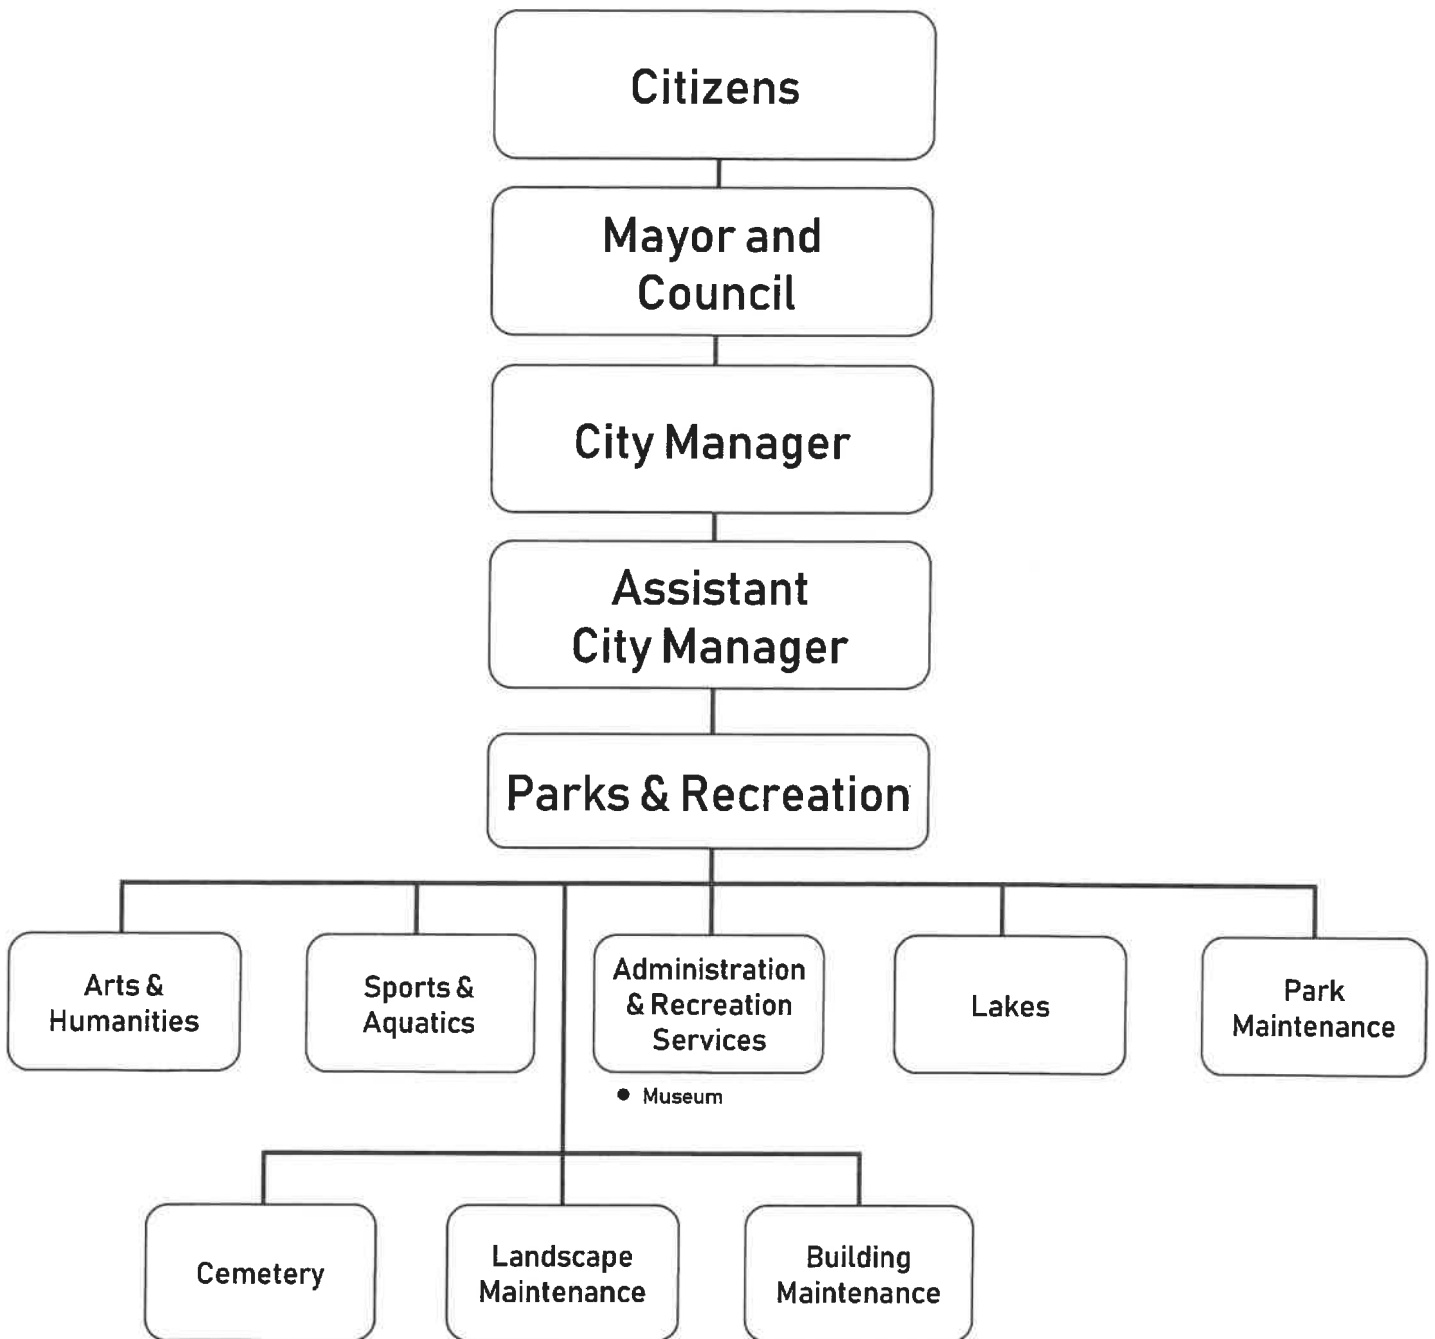 Citizens
Mayor and
Council
City Manager
Assistant
City Manager
Parks & Recreation
Arts &
Humanities
Sports &
Aquatics
Administration
& Recreation
Services
● Museum
Lakes
Park
Maintenance
Cemetery
Landscape
Maintenance
Building
Maintenance